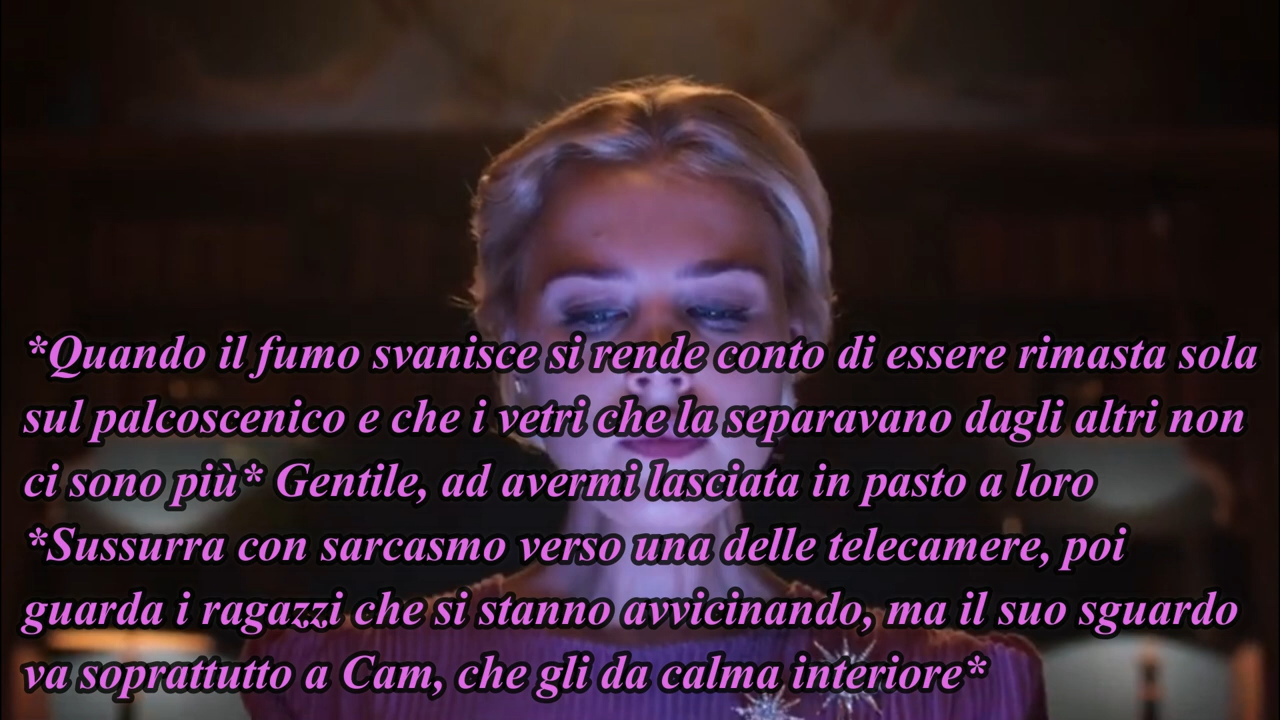 *Quando il fumo svanisce si rende conto di essere rimasta sola
sul palcoscenico e che i vetri che la separavano dagli altri non
ci sono più* Gentile, ad avermi lasciata in pasto a loro
*Sussurra con sarcasmo verso una delle telecamere, poi
guarda i ragazzi che si stanno avvicinando, ma il suo sguardo
va soprattutto a Cam, che gli da calma interiore*